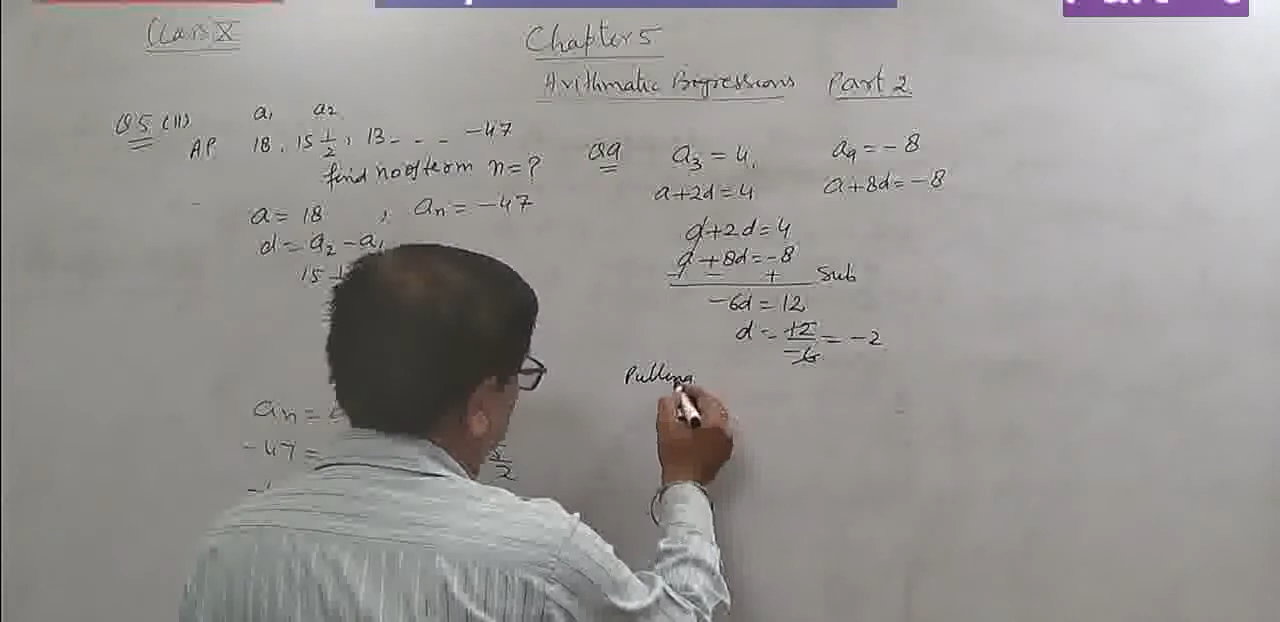 Class X
Chapter 5
Arithmatic Progressions Part 2
Q5 (ii)
a₁ a₂
AP 18, 15 1/2, 13 - - - -47
find no of term n=?
a = 18 , aₙ = -47
d = a₂ - a₁
15
aₙ =
-47 =
5/2
Q9 a₃ = 4, a₉ = -8
a+2d=4 a+8d=-8
a+2d=4
a+8d=-8
- - + Sub
-6d = 12
d = 12/-6 = -2
Putting